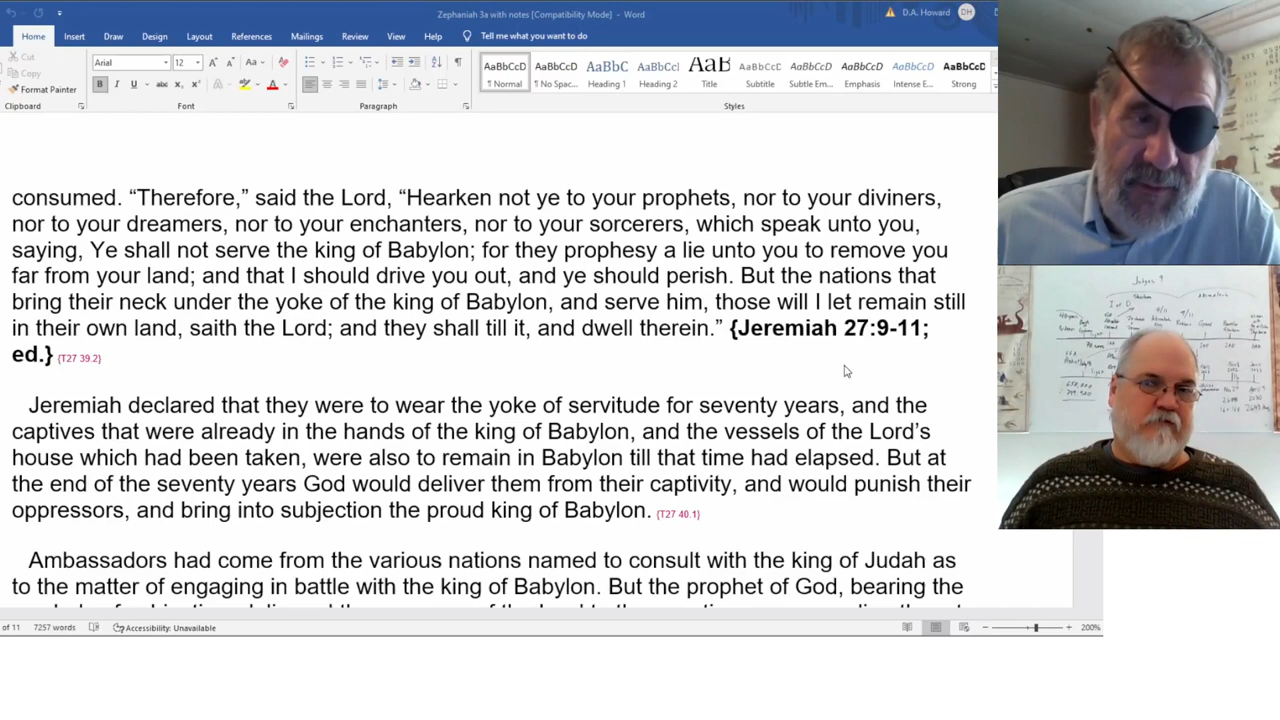 Zephaniah 3a with notes [Compatibility Mode] - Word
D.A. Howard DH
Home Insert Draw Design Layout References Mailings Review View Help Tell me what you want to do
Cut
Copy
Format Painter
Arial 12
Clipboard Font Paragraph Styles
AaBbCcDc AaBbCcDc AaBbC AaBbCcl AaB AaBbCcD AaBbCcDı AaBbCcDı AaBbCcDı AaBbCcDc
¶ Normal ¶ No Spac... Heading 1 Heading 2 Title Subtitle Subtle Em... Emphasis Intense E... Strong
consumed. “Therefore,” said the Lord, “Hearken not ye to your prophets, nor to your diviners,
nor to your dreamers, nor to your enchanters, nor to your sorcerers, which speak unto you,
saying, Ye shall not serve the king of Babylon; for they prophesy a lie unto you to remove you
far from your land; and that I should drive you out, and ye should perish. But the nations that
bring their neck under the yoke of the king of Babylon, and serve him, those will I let remain still
in their own land, saith the Lord; and they shall till it, and dwell therein.” {Jeremiah 27:9-11;
ed.} {T27 39.2}
Jeremiah declared that they were to wear the yoke of servitude for seventy years, and the
captives that were already in the hands of the king of Babylon, and the vessels of the Lord’s
house which had been taken, were also to remain in Babylon till that time had elapsed. But at
the end of the seventy years God would deliver them from their captivity, and would punish their
oppressors, and bring into subjection the proud king of Babylon. {T27 40.1}
Ambassadors had come from the various nations named to consult with the king of Judah as
to the matter of engaging in battle with the king of Babylon. But the prophet of God, bearing the
of 11 7257 words Accessibility: Unavailable 200%
Judges 9